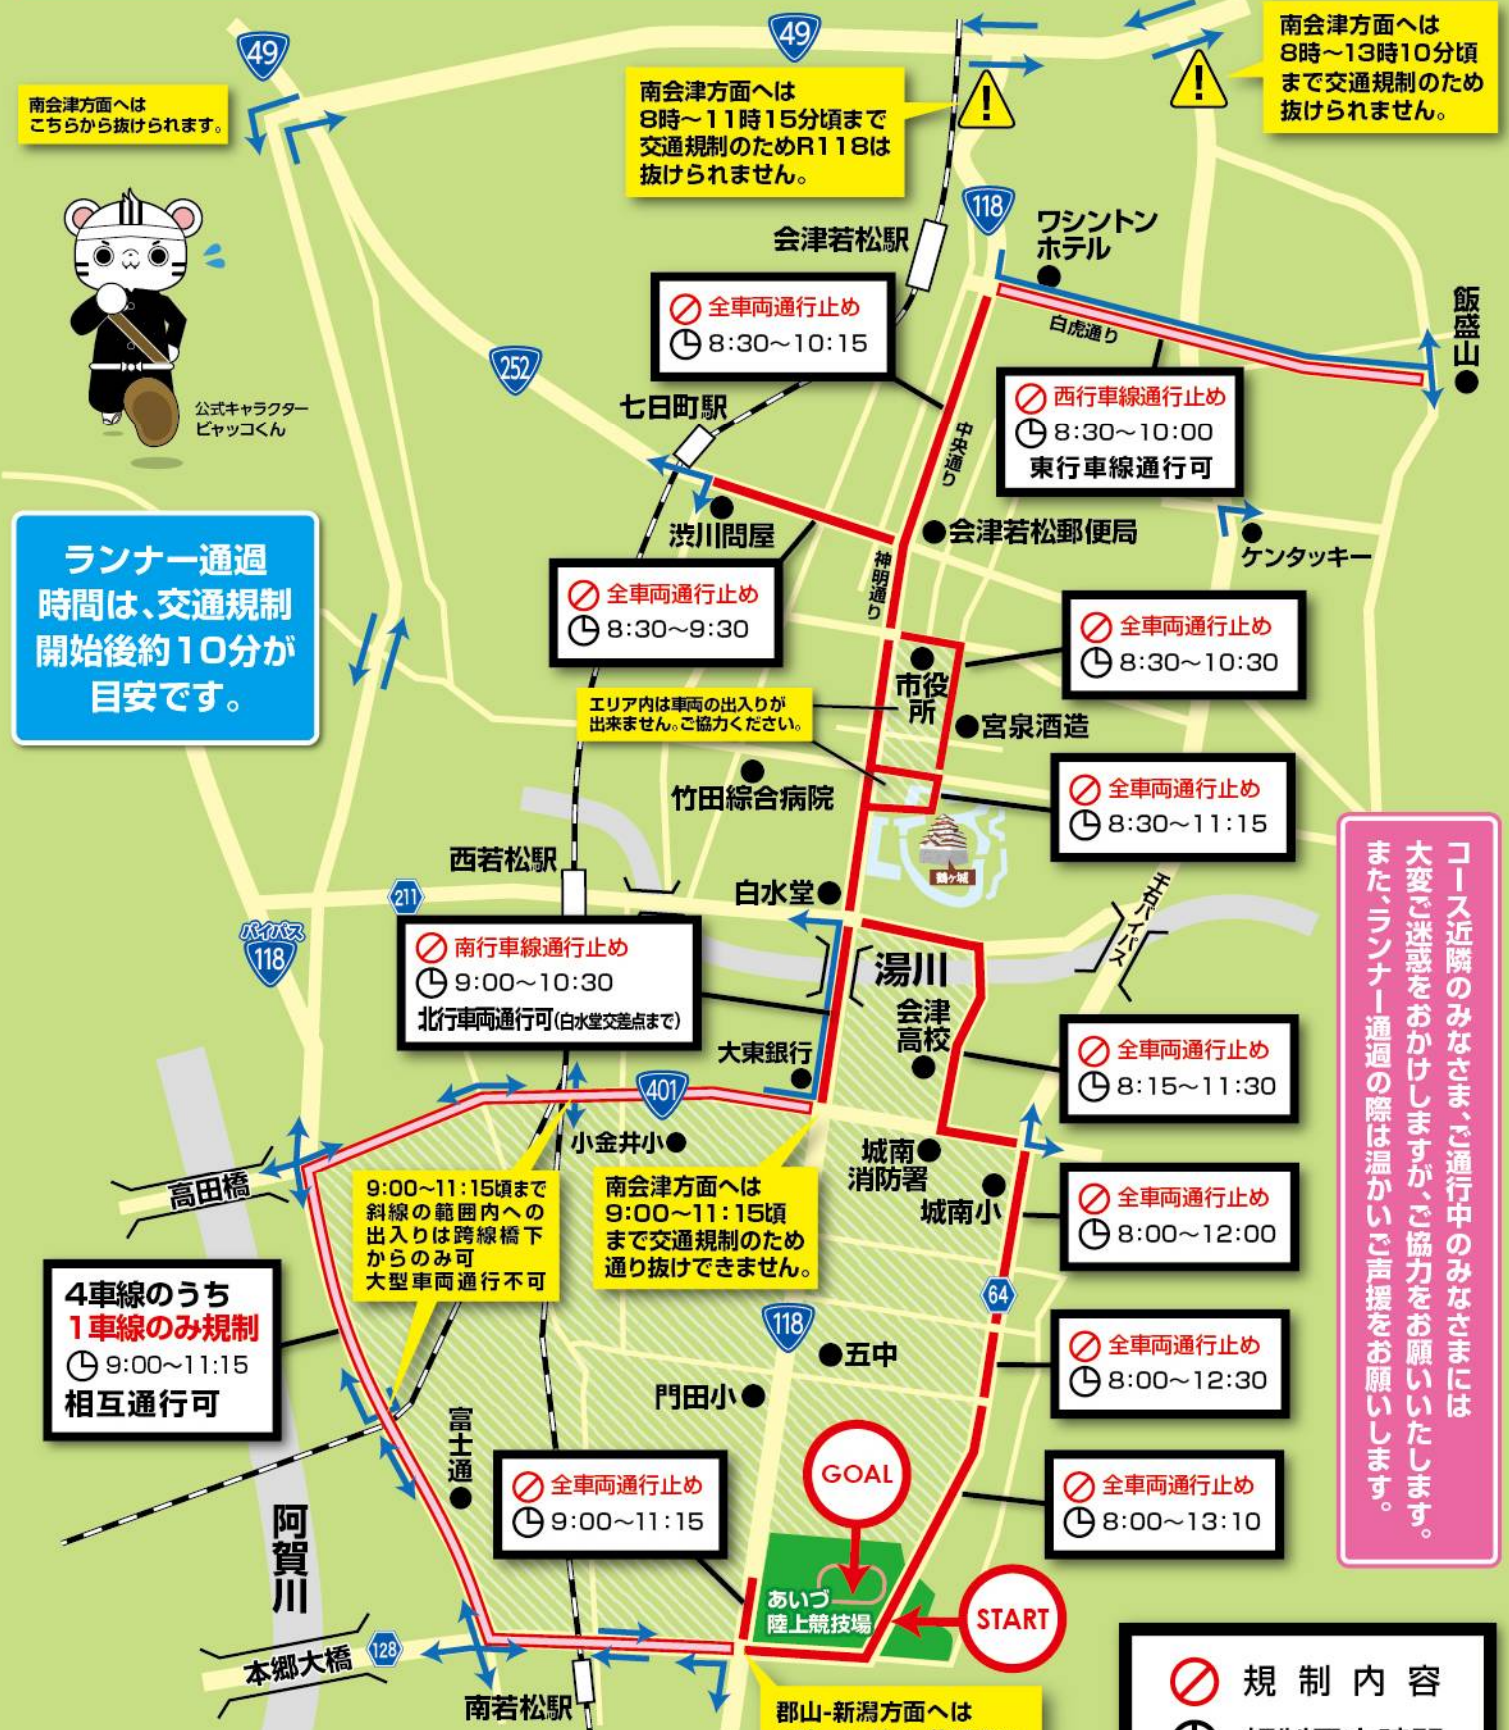 49
49
南会津方面へは
こちらから抜けられます。
南会津方面へは
8時～11時15分頃まで
交通規制のためR118は
抜けられません。
南会津方面へは
8時～13時10分頃
まで交通規制のため
抜けられません。
118
ワシントン
ホテル
会津若松駅
飯盛山
白虎通り
全車両通行止め
8:30～10:15
252
七日町駅
西行車線通行止め
8:30～10:00
東行車線通行可
中央通り
公式キャラクター
ビャッコくん
渋川問屋
会津若松郵便局
ケンタッキー
神明通り
ランナー通過
時間は、交通規制
開始後約10分が
目安です。
全車両通行止め
8:30～9:30
全車両通行止め
8:30～10:30
市役所
エリア内は車両の出入りが
出来ません。ご協力ください。
宮泉酒造
竹田綜合病院
全車両通行止め
8:30～11:15
鶴ヶ城
西若松駅
211
白水堂
千石バイパス
コース近隣のみなさま、ご通行中のみなさまには
大変ご迷惑をおかけしますが、ご協力をお願いいたします。
また、ランナー通過の際は温かいご声援をお願いします。
バイパス
118
南行車線通行止め
9:00～10:30
北行車両通行可(白水堂交差点まで)
湯川
会津
高校
大東銀行
全車両通行止め
8:15～11:30
401
小金井小
城南
消防署
城南小
高田橋
9:00～11:15頃まで
斜線の範囲内への
出入りは跨線橋下
からのみ可
大型車両通行不可
南会津方面へは
9:00～11:15頃
まで交通規制のため
通り抜けできません。
全車両通行止め
8:00～12:00
64
4車線のうち
1車線のみ規制
9:00～11:15
相互通行可
118
五中
門田小
全車両通行止め
8:00～12:30
富士通
GOAL
全車両通行止め
9:00～11:15
全車両通行止め
8:00～13:10
阿賀川
あいづ
陸上競技場
START
本郷大橋
128
南若松駅
郡山-新潟方面へは
規制内容